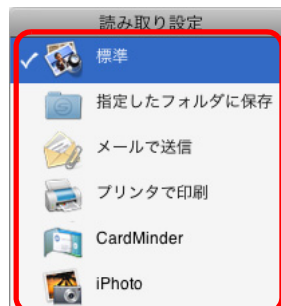 読み取り設定
標準
指定したフォルダに保存
メールで送信
プリンタで印刷
CardMinder
iPhoto